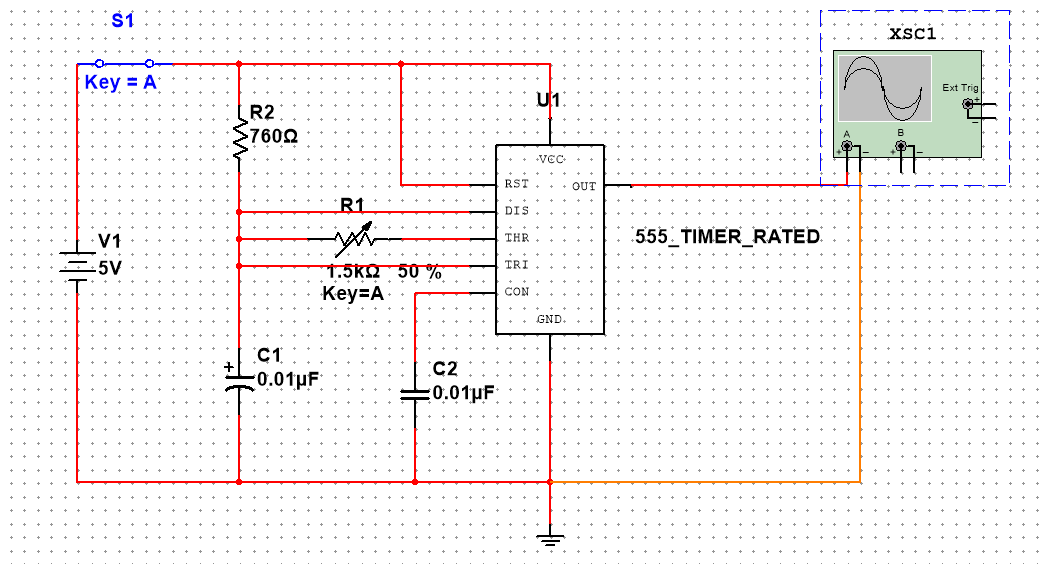 S1
Key = A
XSC1
Ext Trig
+
–
A
B
+
–
+
–
R2
760Ω
U1
VCC
RST
DIS
THR
TRI
CON
GND
OUT
R1
1.5kΩ 50 %
Key=A
555_TIMER_RATED
V1
5V
+
C1
0.01µF
C2
0.01µF